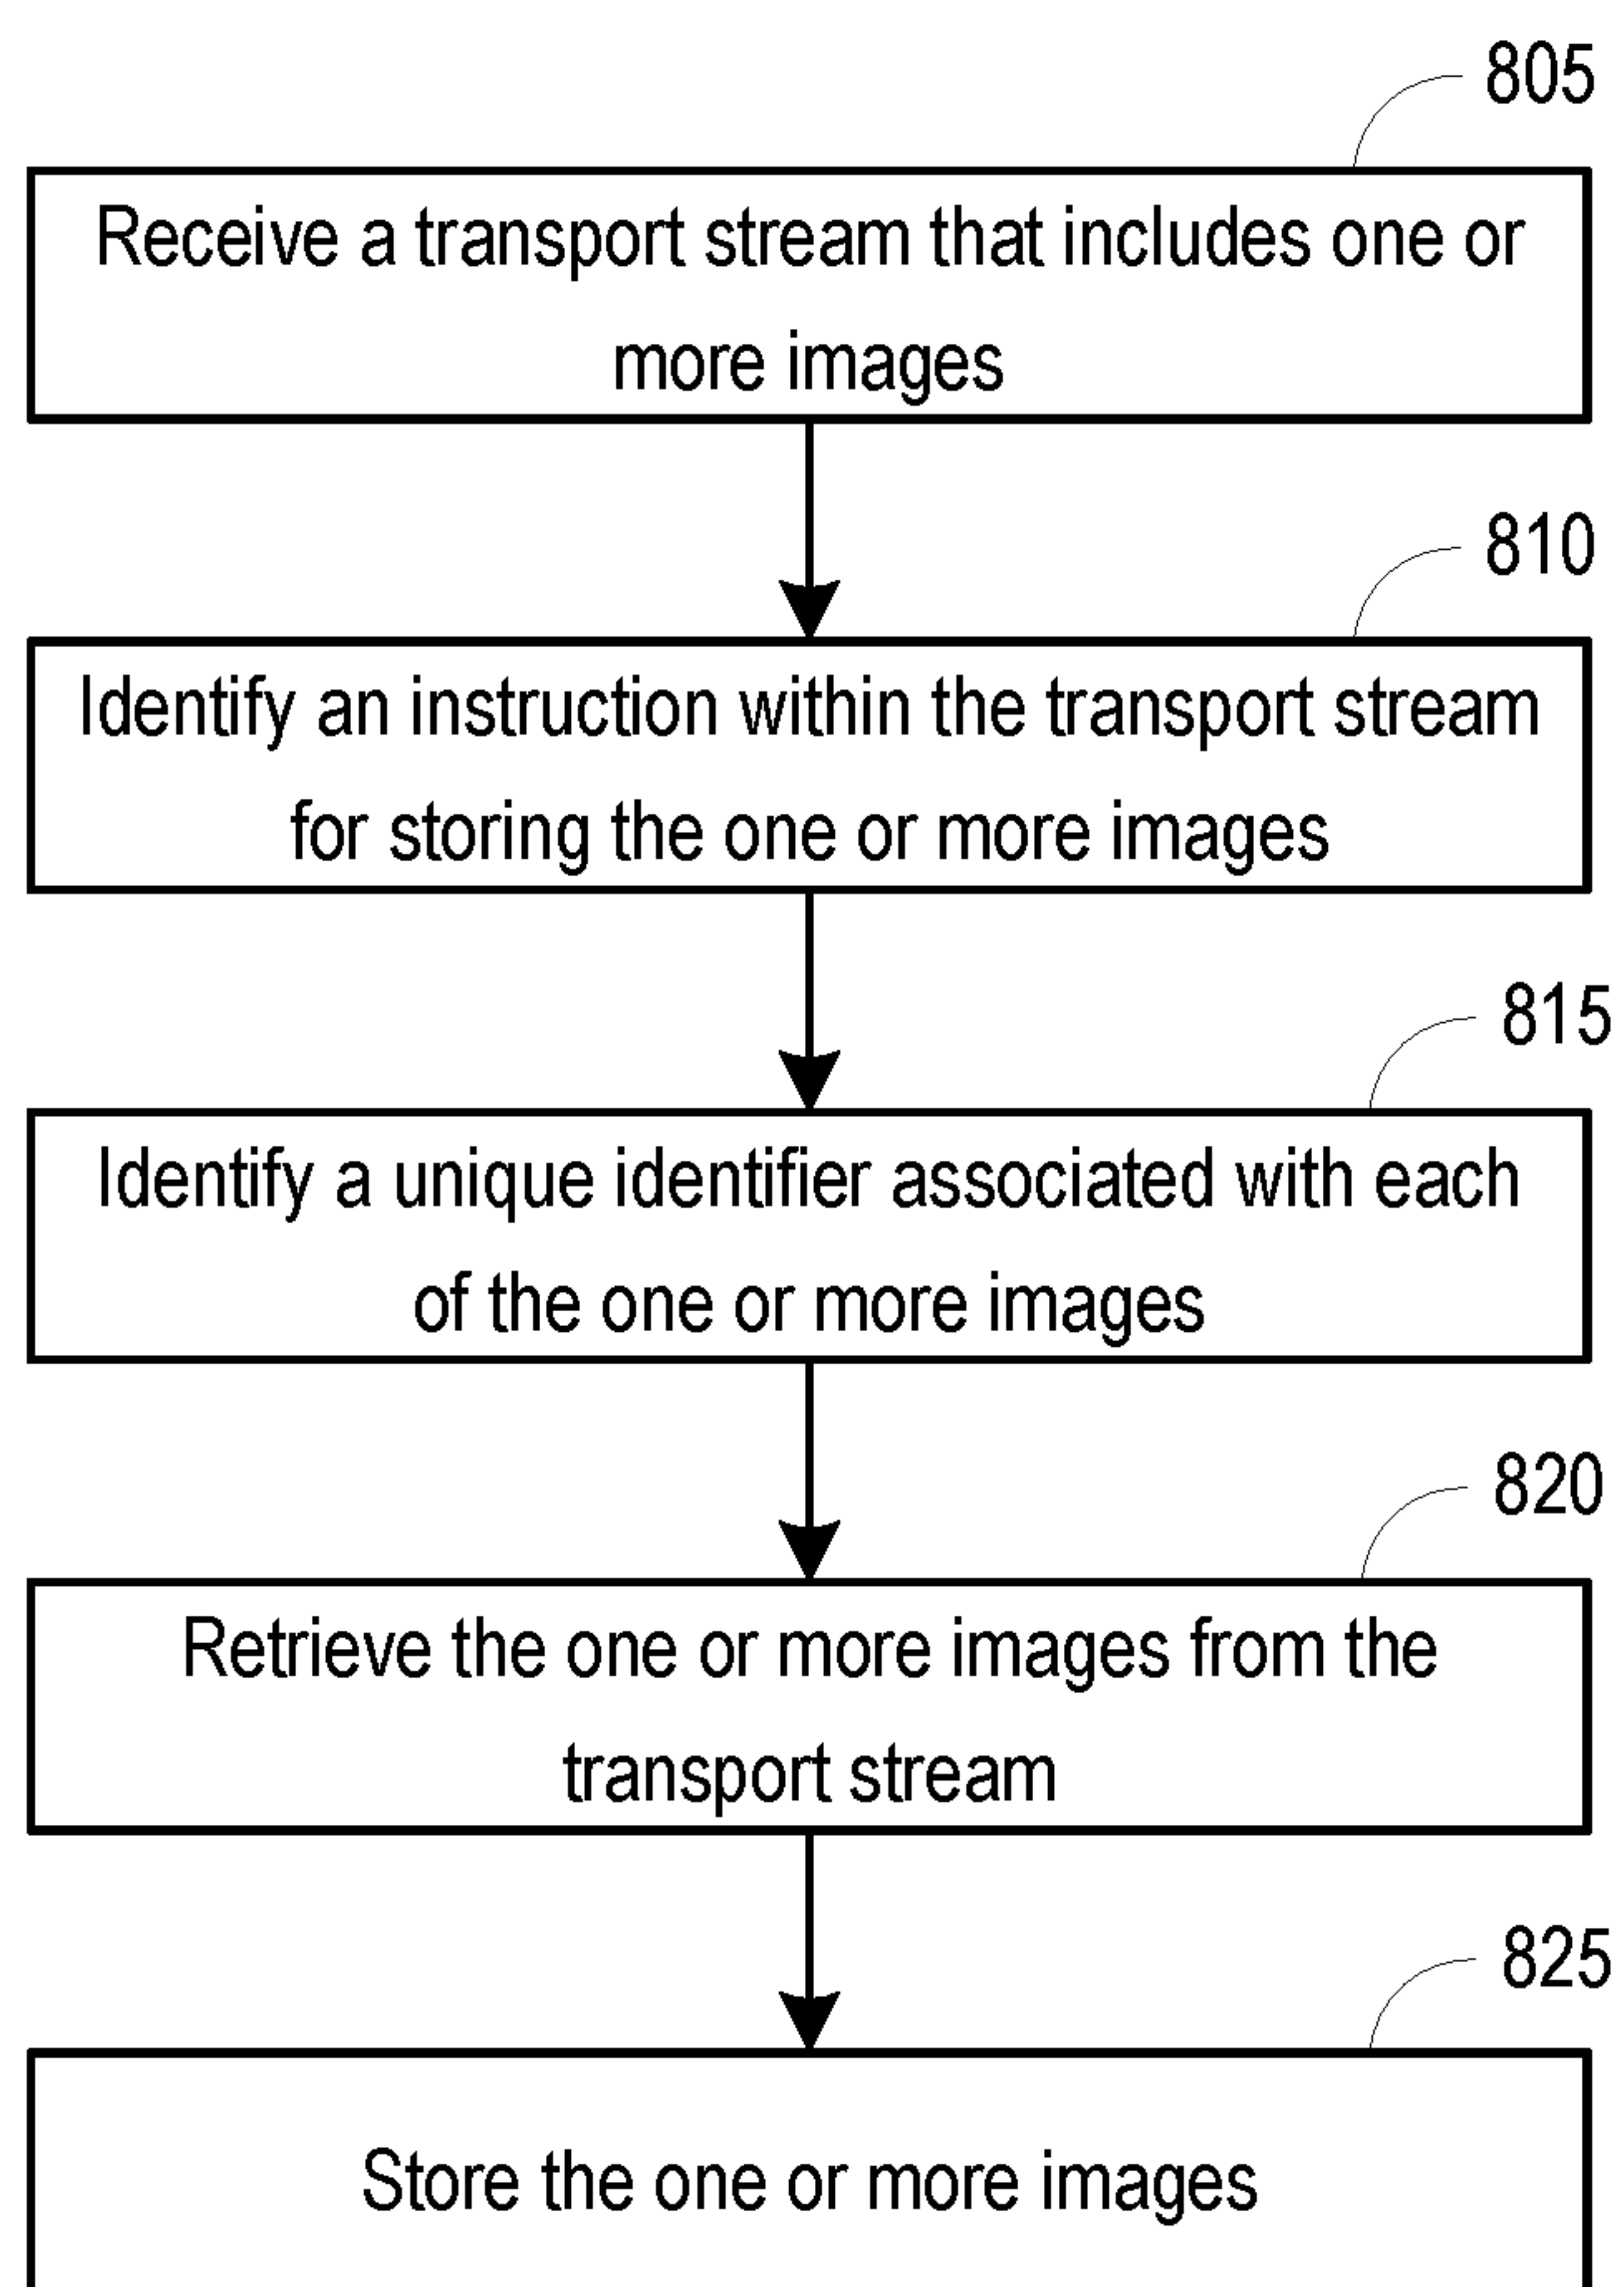 805
Receive a transport stream that includes one or
more images
810
Identify an instruction within the transport stream
for storing the one or more images
815
Identify a unique identifier associated with each
of the one or more images
820
Retrieve the one or more images from the
transport stream
825
Store the one or more images